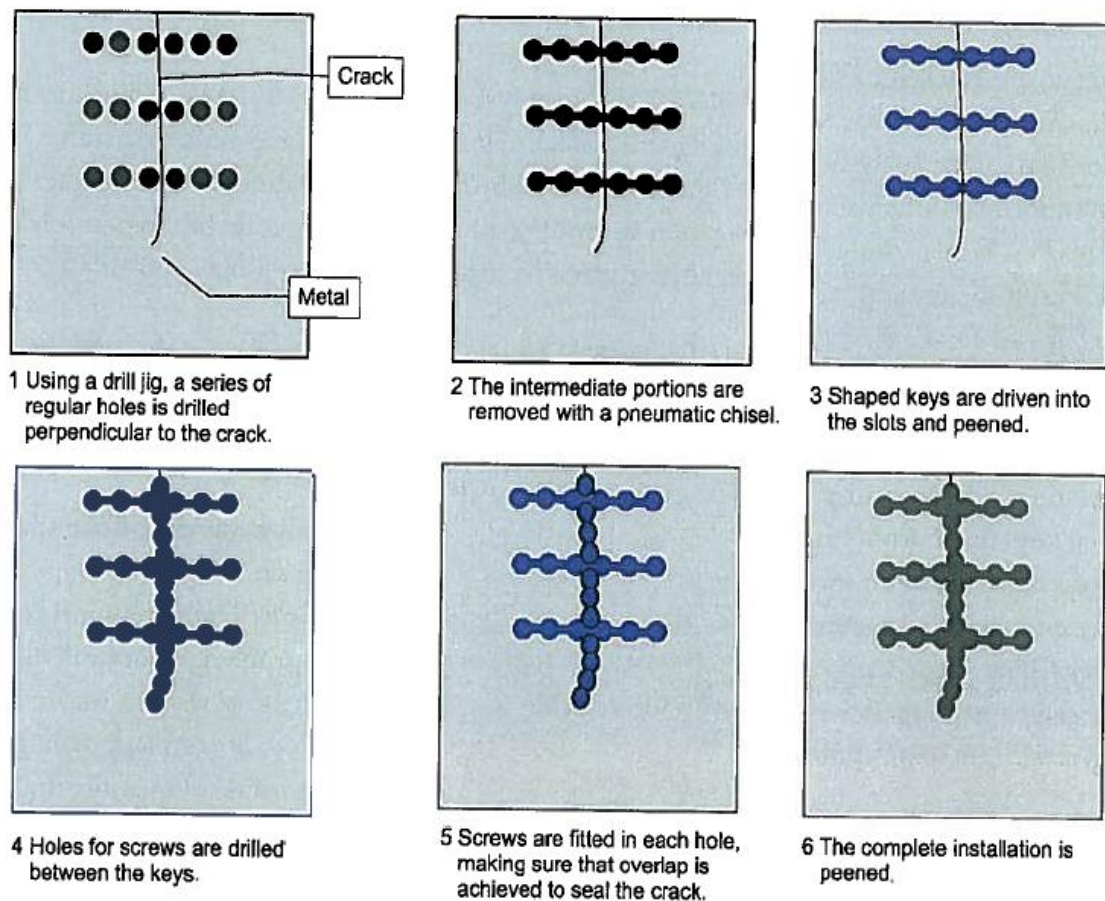 Crack
Metal
1 Using a drill jig, a series of
regular holes is drilled
perpendicular to the crack.
2 The intermediate portions are
removed with a pneumatic chisel.
3 Shaped keys are driven into
the slots and peened.
4 Holes for screws are drilled
between the keys.
5 Screws are fitted in each hole,
making sure that overlap is
achieved to seal the crack.
6 The complete installation is
peened.